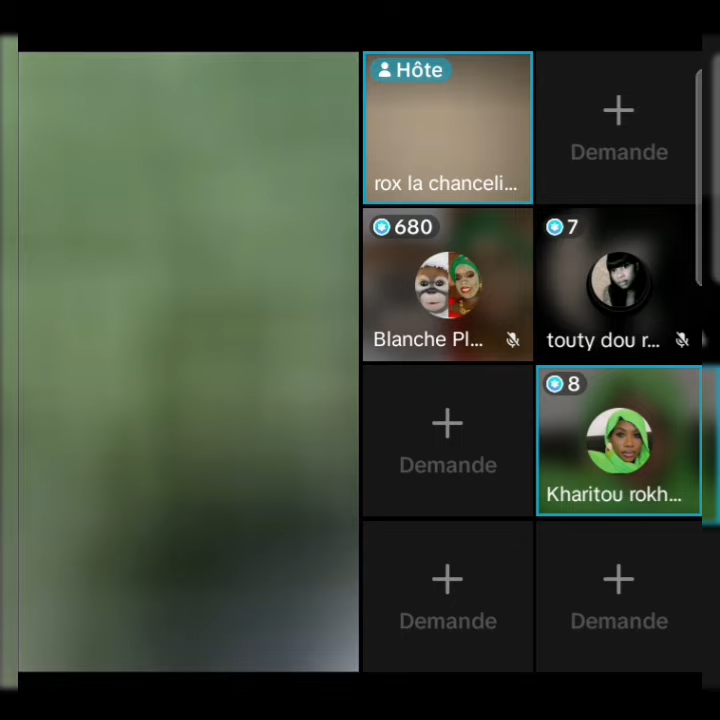 Hôte
rox la chanceli...
Demande
680
Blanche Pl...
7
touty dou r...
Demande
8
Kharitou rokh...
Demande
Demande